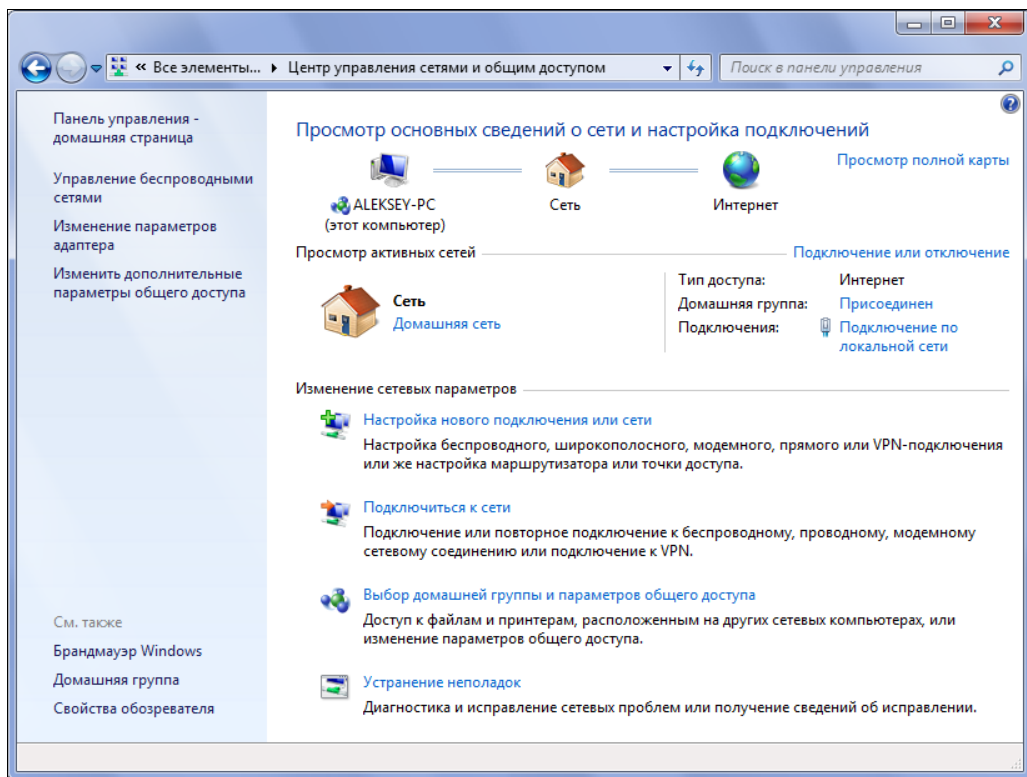 « Все элементы... Центр управления сетями и общим доступом Поиск в панели управления
Панель управления -
домашняя страница
Управление беспроводными
сетями
Изменение параметров
адаптера
Изменить дополнительные
параметры общего доступа
См. также
Брандмауэр Windows
Домашняя группа
Свойства обозревателя
Просмотр основных сведений о сети и настройка подключений
Просмотр полной карты
ALEKSEY-PC Сеть Интернет
(этот компьютер)
Просмотр активных сетей Подключение или отключение
Сеть
Домашняя сеть
Тип доступа: Интернет
Домашняя группа: Присоединен
Подключения: Подключение по
локальной сети
Изменение сетевых параметров
Настройка нового подключения или сети
Настройка беспроводного, широкополосного, модемного, прямого или VPN-подключения
или же настройка маршрутизатора или точки доступа.
Подключиться к сети
Подключение или повторное подключение к беспроводному, проводному, модемному
сетевому соединению или подключение к VPN.
Выбор домашней группы и параметров общего доступа
Доступ к файлам и принтерам, расположенным на других сетевых компьютерах, или
изменение параметров общего доступа.
Устранение неполадок
Диагностика и исправление сетевых проблем или получение сведений об исправлении.